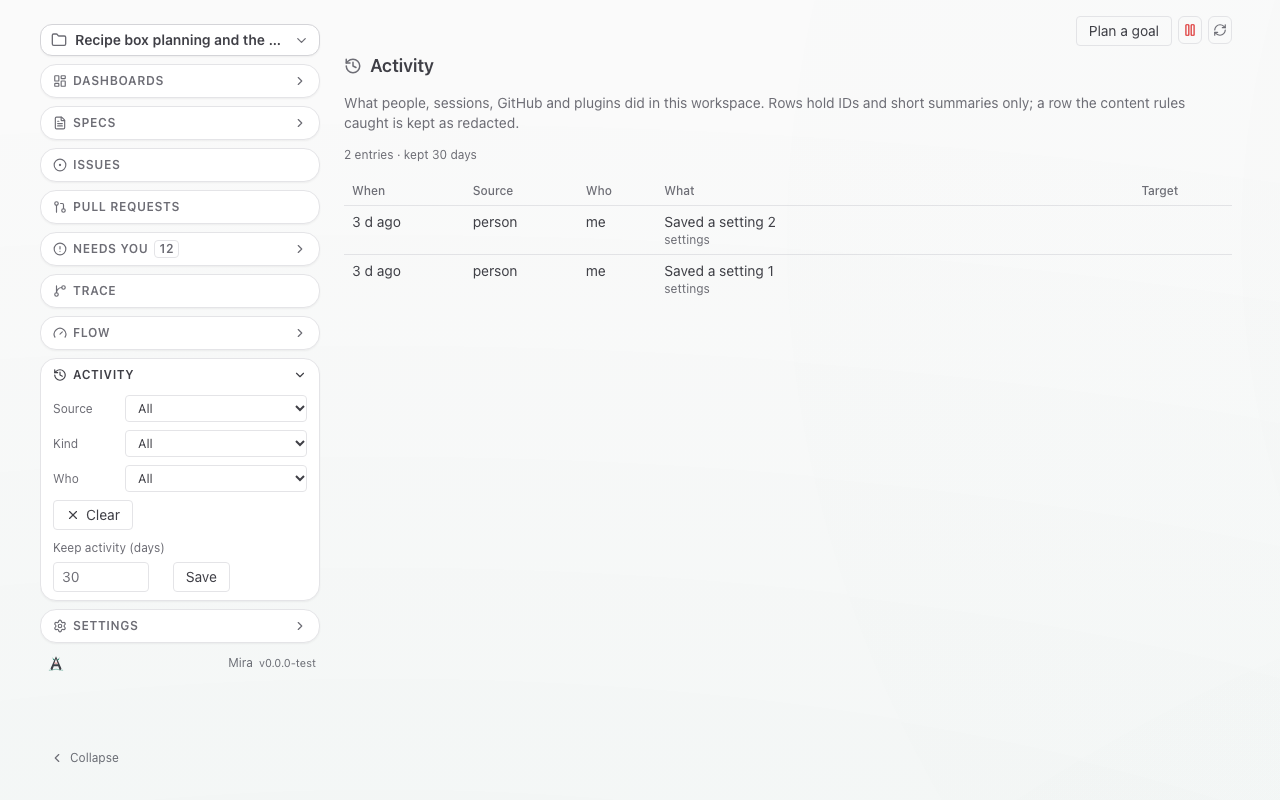 Recipe box planning and the ...
DASHBOARDS
SPECS
ISSUES
PULL REQUESTS
NEEDS YOU 12
TRACE
FLOW
ACTIVITY
Source All
Kind All
Who All
Clear
Keep activity (days)
30 Save
SETTINGS
A Mira v0.0.0-test
Collapse
Plan a goal
Activity
What people, sessions, GitHub and plugins did in this workspace. Rows hold IDs and short summaries only; a row the content rules
caught is kept as redacted.
2 entries · kept 30 days
When Source Who What Target
3 d ago person me Saved a setting 2
settings
3 d ago person me Saved a setting 1
settings